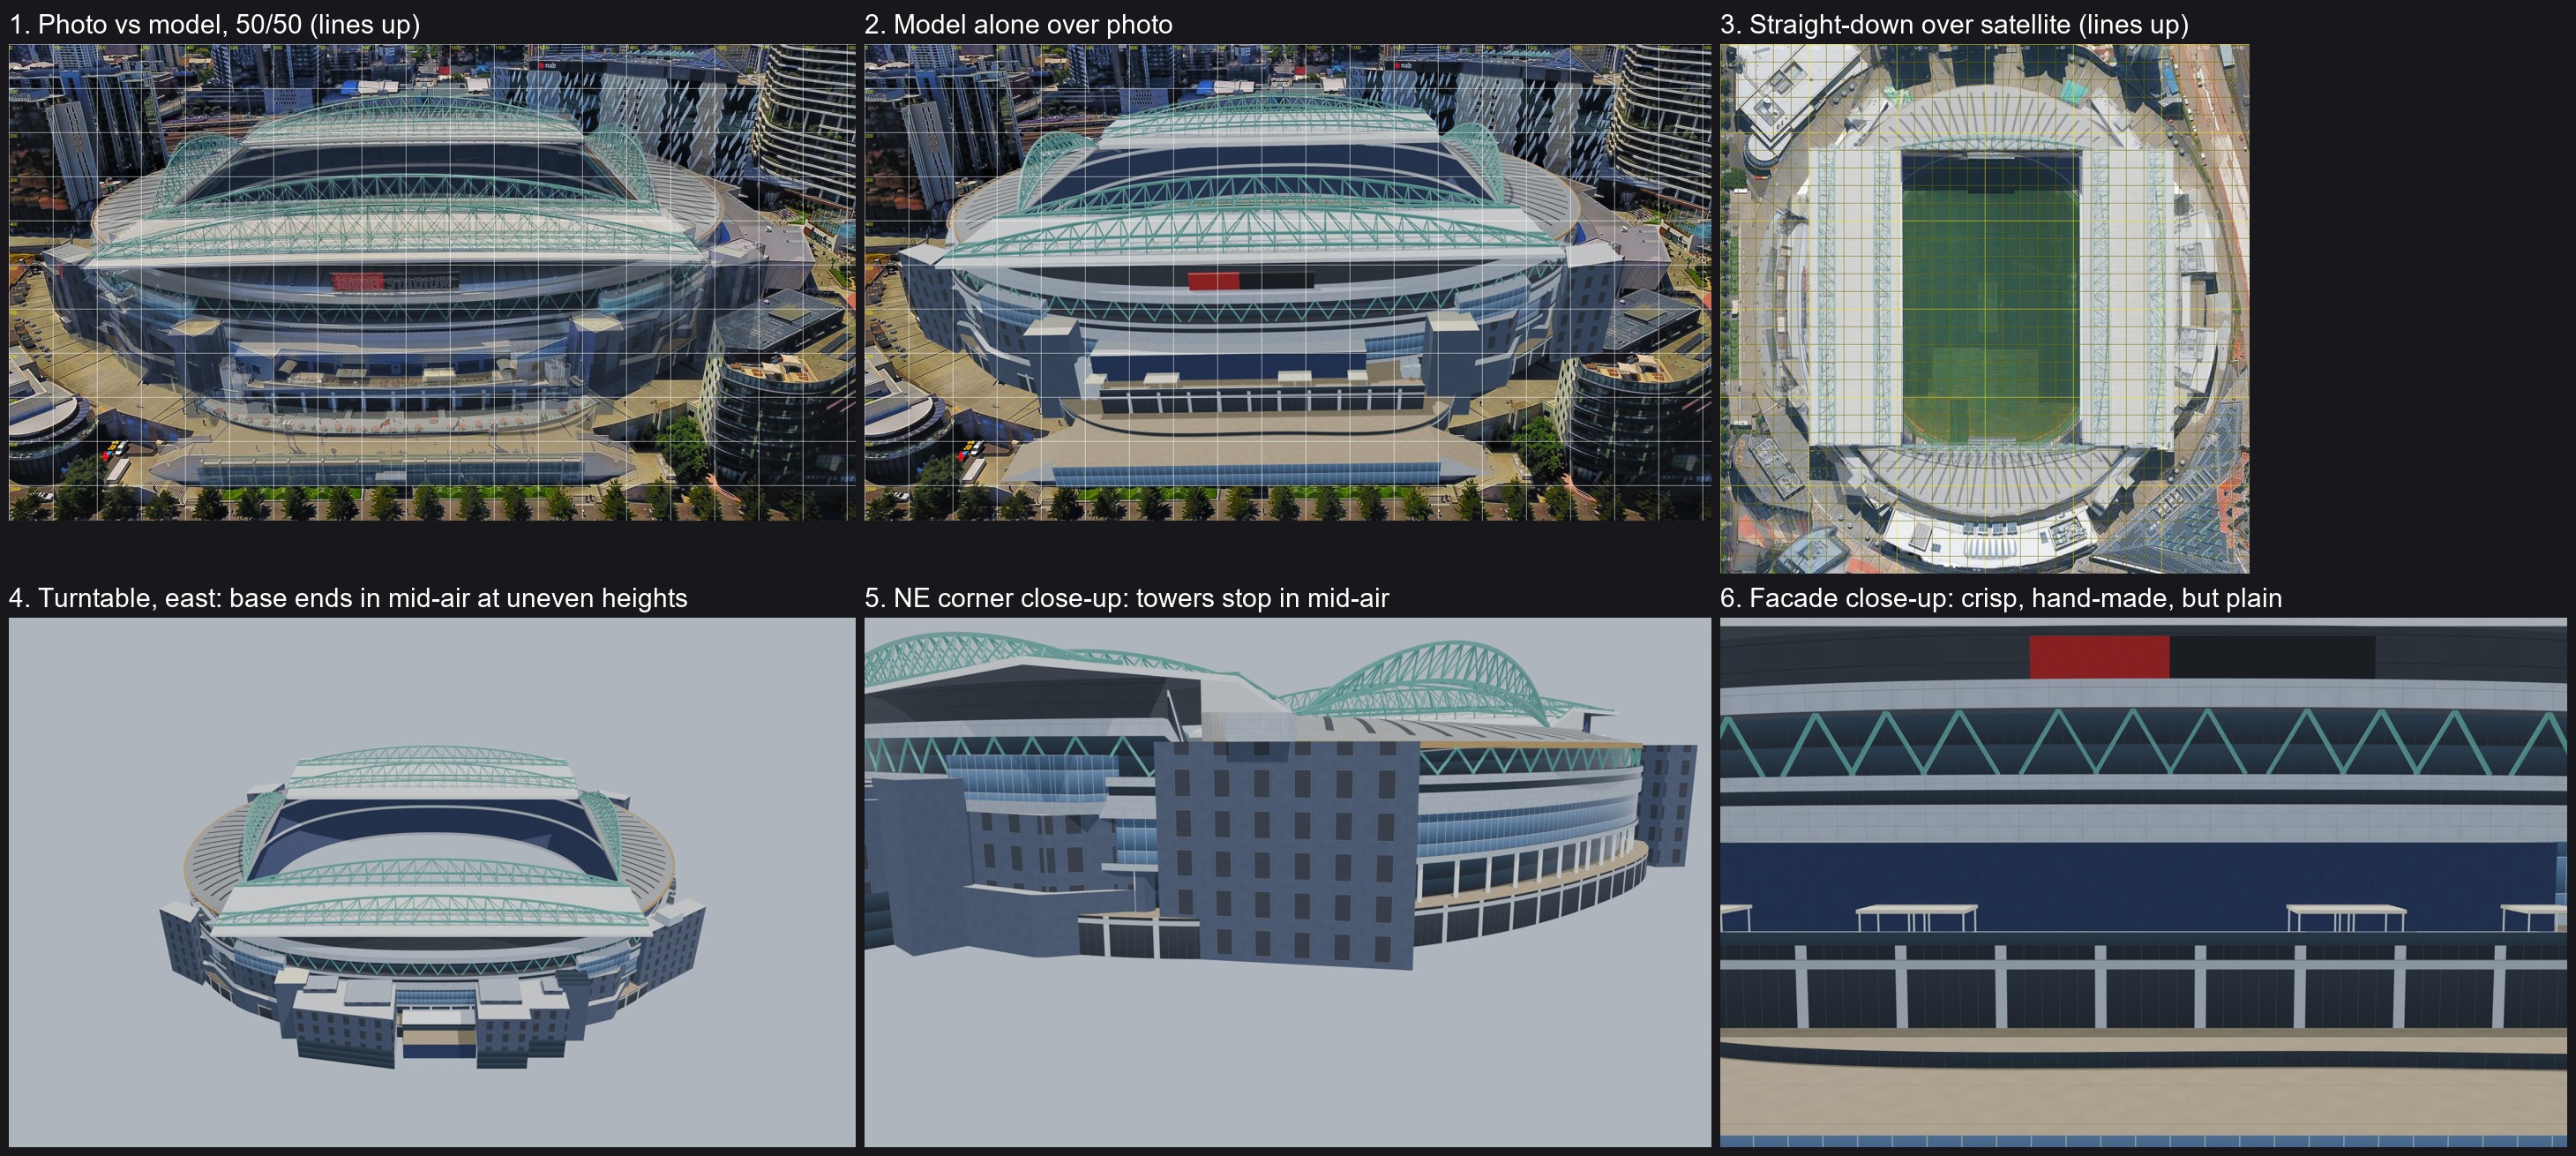 1. Photo vs model, 50/50 (lines up)
2. Model alone over photo
3. Straight-down over satellite (lines up)
nab
nab
4. Turntable, east: base ends in mid-air at uneven heights
5. NE corner close-up: towers stop in mid-air
6. Facade close-up: crisp, hand-made, but plain